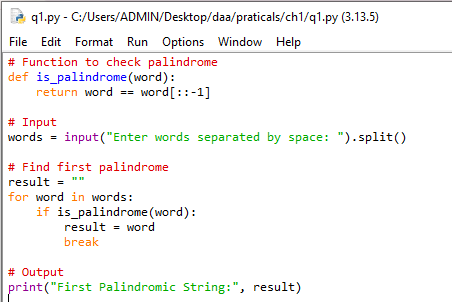 q1.py - C:/Users/ADMIN/Desktop/daa/praticals/ch1/q1.py (3.13.5)
File Edit Format Run Options Window Help
# Function to check palindrome
def is_palindrome(word):
    return word == word[::-1]

# Input
words = input("Enter words separated by space: ").split()

# Find first palindrome
result = ""
for word in words:
    if is_palindrome(word):
        result = word
        break

# Output
print("First Palindromic String:", result)